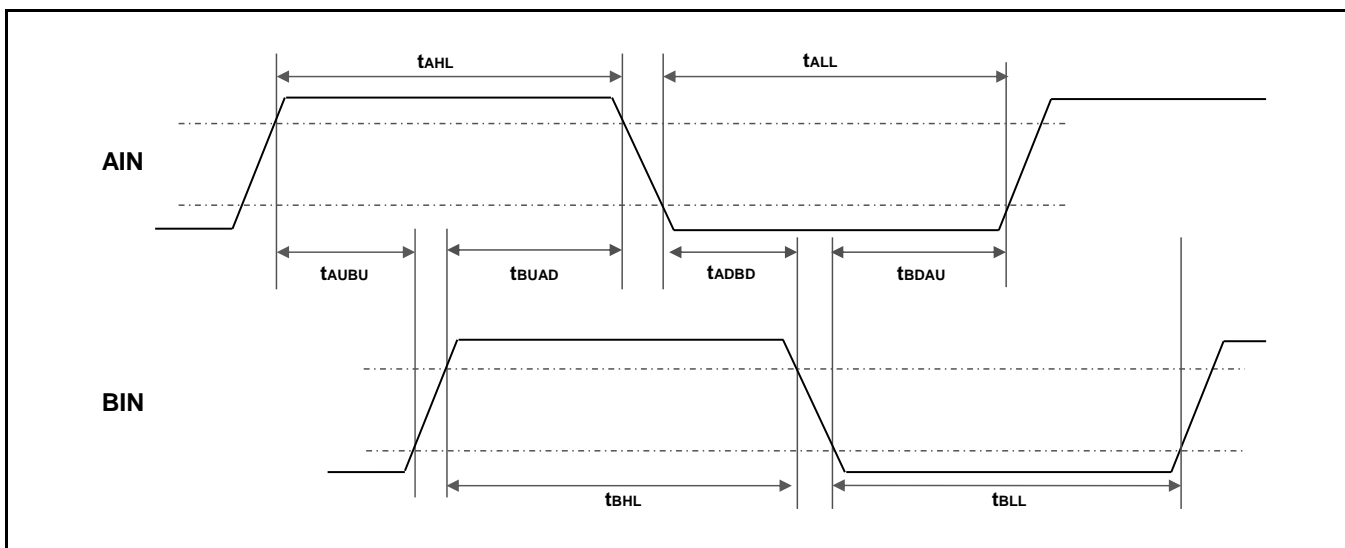 tAHL
tALL
AIN
tAUBU
tBUAD
tADBD
tBDAU
BIN
tBHL
tBLL